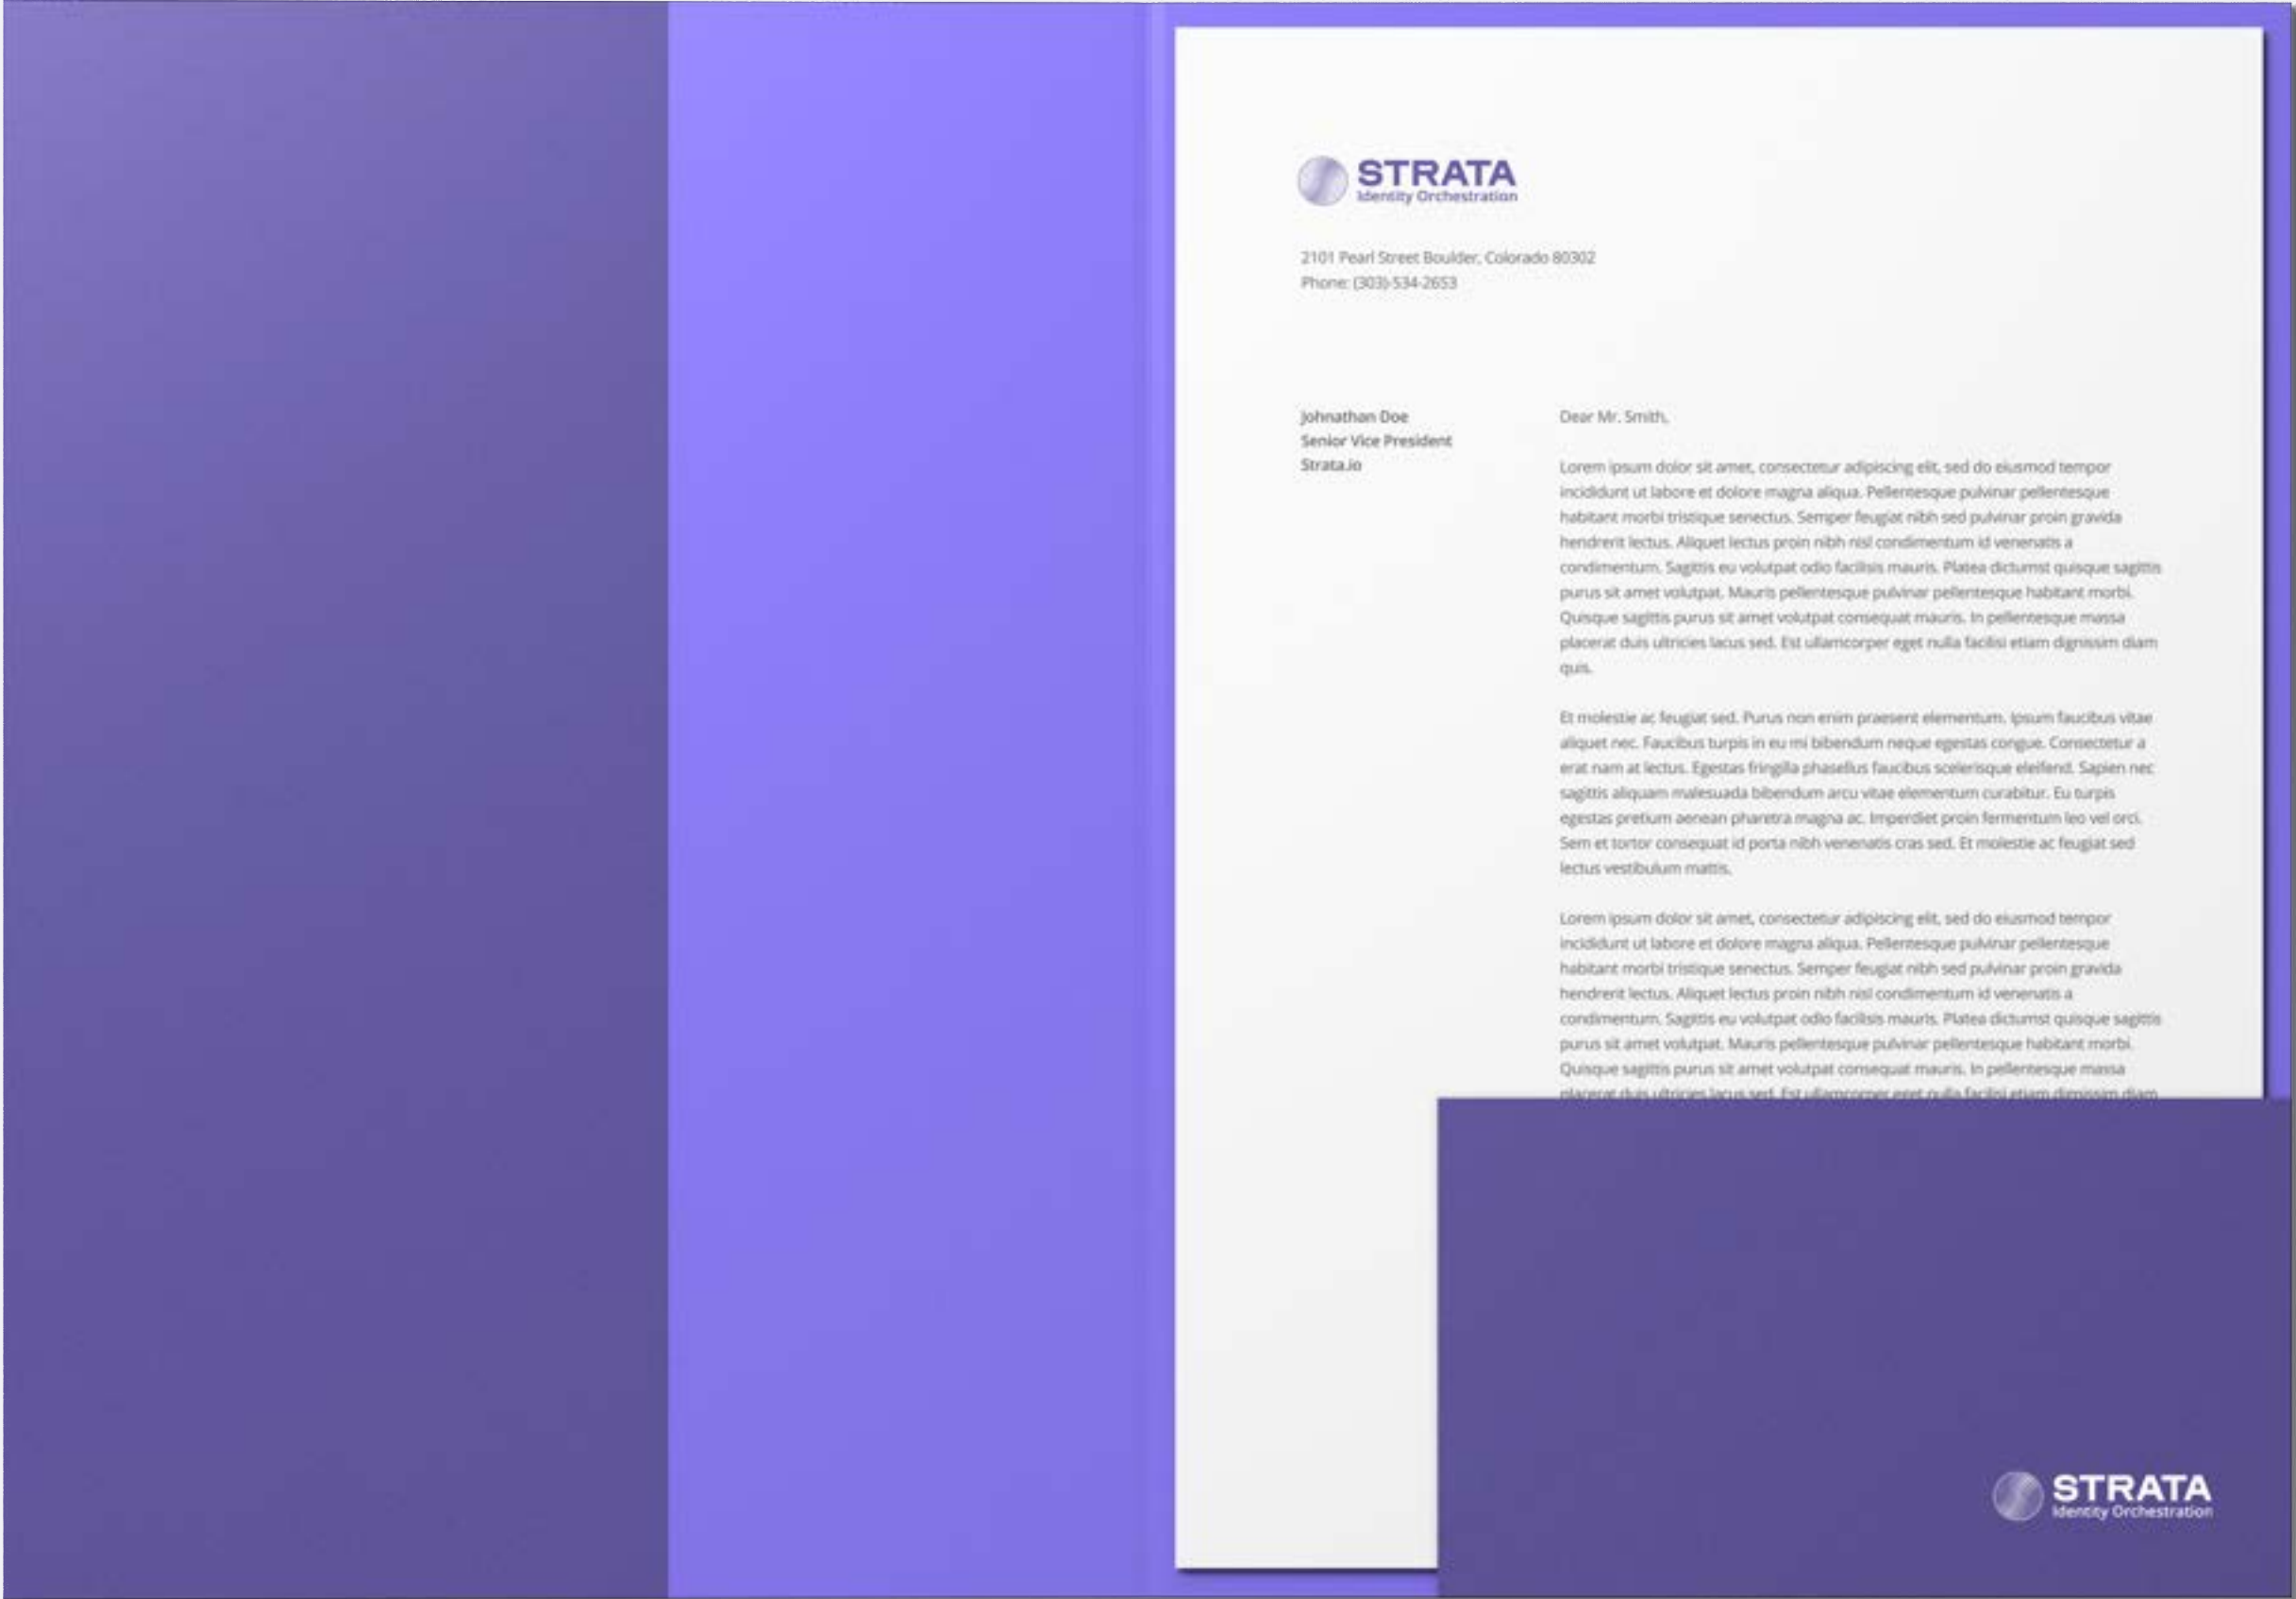 STRATA
Identity Orchestration
2101 Pearl Street Boulder, Colorado 80302
Phone: (303)-534-2653
Johnathan Doe
Senior Vice President
Strata.io
Dear Mr. Smith,
Lorem ipsum dolor sit amet, consectetur adipiscing elit, sed do eiusmod tempor
incididunt ut labore et dolore magna aliqua. Pellentesque pulvinar pellentesque
habitant morbi tristique senectus. Semper feugiat nibh sed pulvinar proin gravida
hendrerit lectus. Aliquet lectus proin nibh nisl condimentum id venenatis a
condimentum. Sagittis eu volutpat odio facilisis mauris. Platea dictumst quisque sagittis
purus sit amet volutpat. Mauris pellentesque pulvinar pellentesque habitant morbi.
Quisque sagittis purus sit amet volutpat consequat mauris. In pellentesque massa
placerat duis ultricies lacus sed. Est ullamcorper eget nulla facilisi etiam dignissim diam
quis.
Et molestie ac feugiat sed. Purus non enim praesent elementum. Ipsum faucibus vitae
aliquet nec. Faucibus turpis in eu mi bibendum neque egestas congue. Consectetur a
erat nam at lectus. Egestas fringilla phasellus faucibus scelerisque eleifend. Sapien nec
sagittis aliquam malesuada bibendum arcu vitae elementum curabitur. Eu turpis
egestas pretium aenean pharetra magna ac. Imperdiet proin fermentum leo vel orci.
Sem et tortor consequat id porta nibh venenatis cras sed. Et molestie ac feugiat sed
lectus vestibulum mattis.
Lorem ipsum dolor sit amet, consectetur adipiscing elit, sed do eiusmod tempor
incididunt ut labore et dolore magna aliqua. Pellentesque pulvinar pellentesque
habitant morbi tristique senectus. Semper feugiat nibh sed pulvinar proin gravida
hendrerit lectus. Aliquet lectus proin nibh nisl condimentum id venenatis a
condimentum. Sagittis eu volutpat odio facilisis mauris. Platea dictumst quisque sagittis
purus sit amet volutpat. Mauris pellentesque pulvinar pellentesque habitant morbi.
Quisque sagittis purus sit amet volutpat consequat mauris. In pellentesque massa
placerat duis ultricies lacus sed. Est ullamcorper eget nulla facilisi etiam dignissim diam
STRATA
Identity Orchestration